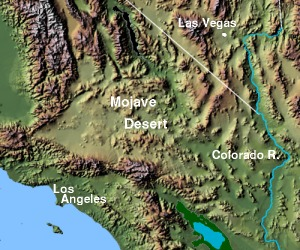 Las Vegas
Mojave
Desert
Colorado R.
Los
Angeles